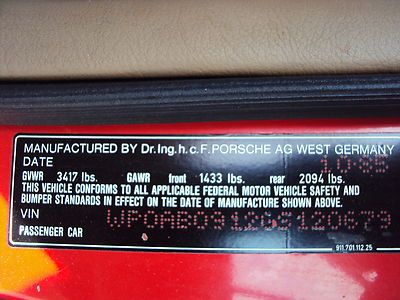 MANUFACTURED BY Dr.Ing.h.c.F.PORSCHE AG WEST GERMANY
DATE 10-85
GVWR 3417 lbs. GAWR front 1433 lbs. rear 2094 lbs.
THIS VEHICLE CONFORMS TO ALL APPLICABLE FEDERAL MOTOR VEHICLE SAFETY AND
BUMPER STANDARDS IN EFFECT ON THE DATE OF MANUFACTURE SHOWN ABOVE.
VIN WP0AB0912GS120679
PASSENGER CAR
911.701.112.25